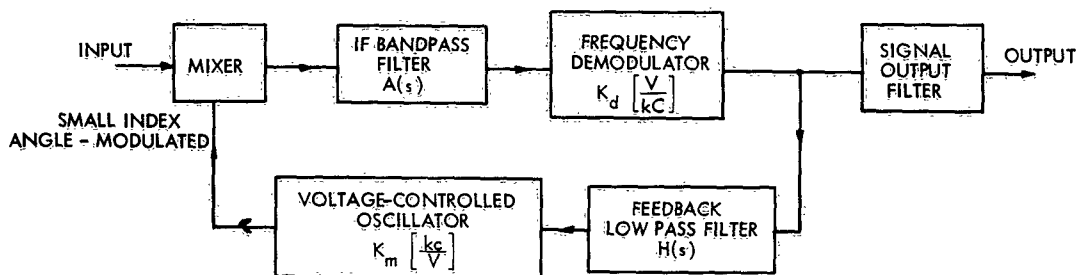 INPUT
MIXER
IF BANDPASS
FILTER
A(s)
FREQUENCY
DEMODULATOR
K_d [V/kC]
SIGNAL
OUTPUT
FILTER
OUTPUT
SMALL INDEX
ANGLE - MODULATED
VOLTAGE-CONTROLLED
OSCILLATOR
K_m [kc/V]
FEEDBACK
LOW PASS FILTER
H(s)